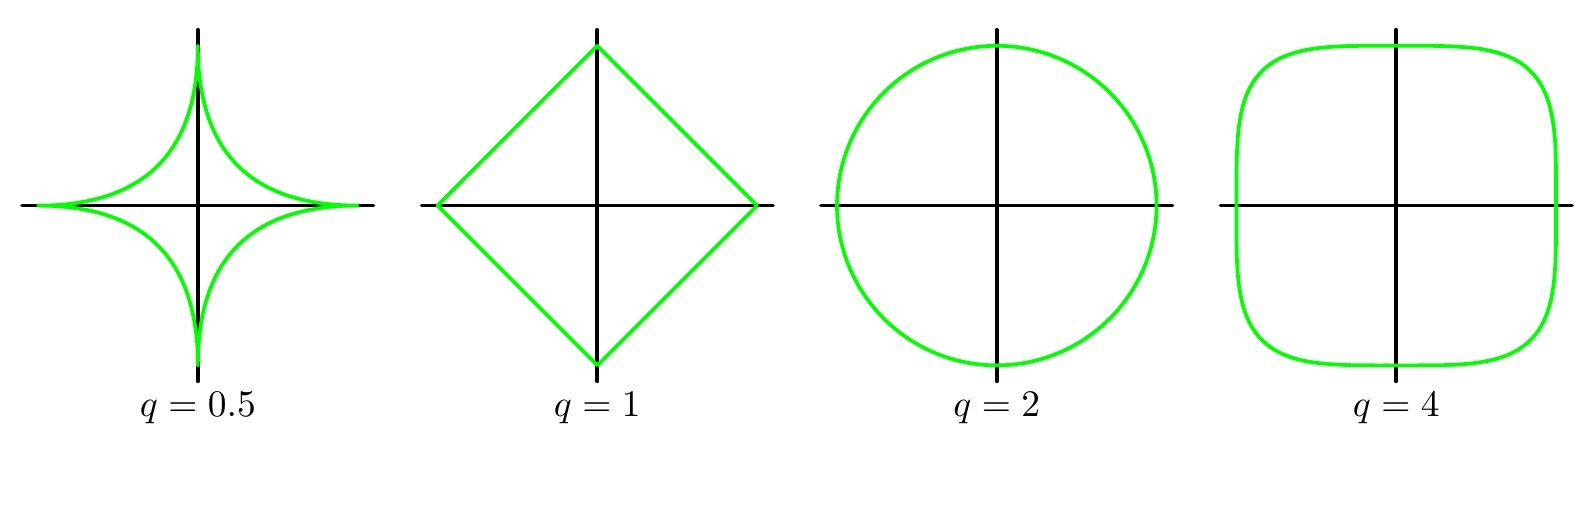 q = 0.5
q = 1
q = 2
q = 4